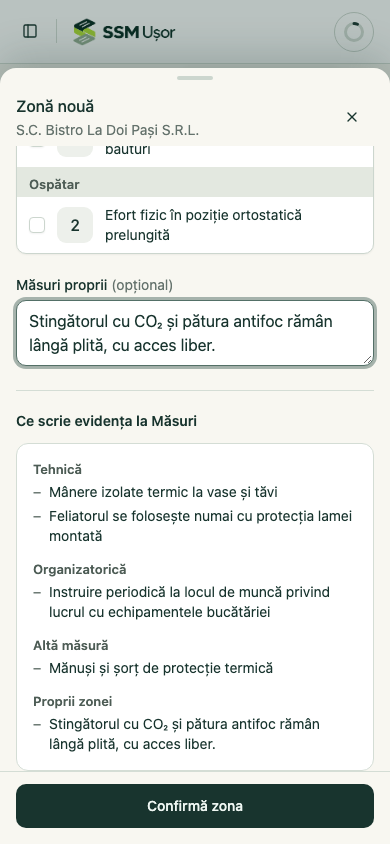 SSM Ușor
Zonă nouă
S.C. Bistro La Doi Pași S.R.L.
băuturi
Ospătar
2
Efort fizic în poziție ortostatică
prelungită
Măsuri proprii (opțional)
Stingătorul cu CO₂ și pătura antifoc rămân
lângă plită, cu acces liber.
Ce scrie evidența la Măsuri
Tehnică
– Mânere izolate termic la vase și tăvi
– Feliatorul se folosește numai cu protecția lamei
montată
Organizatorică
– Instruire periodică la locul de muncă privind
lucrul cu echipamentele bucătăriei
Altă măsură
– Mănuși și șorț de protecție termică
Proprii zonei
– Stingătorul cu CO₂ și pătura antifoc rămân
lângă plită, cu acces liber.
Confirmă zona